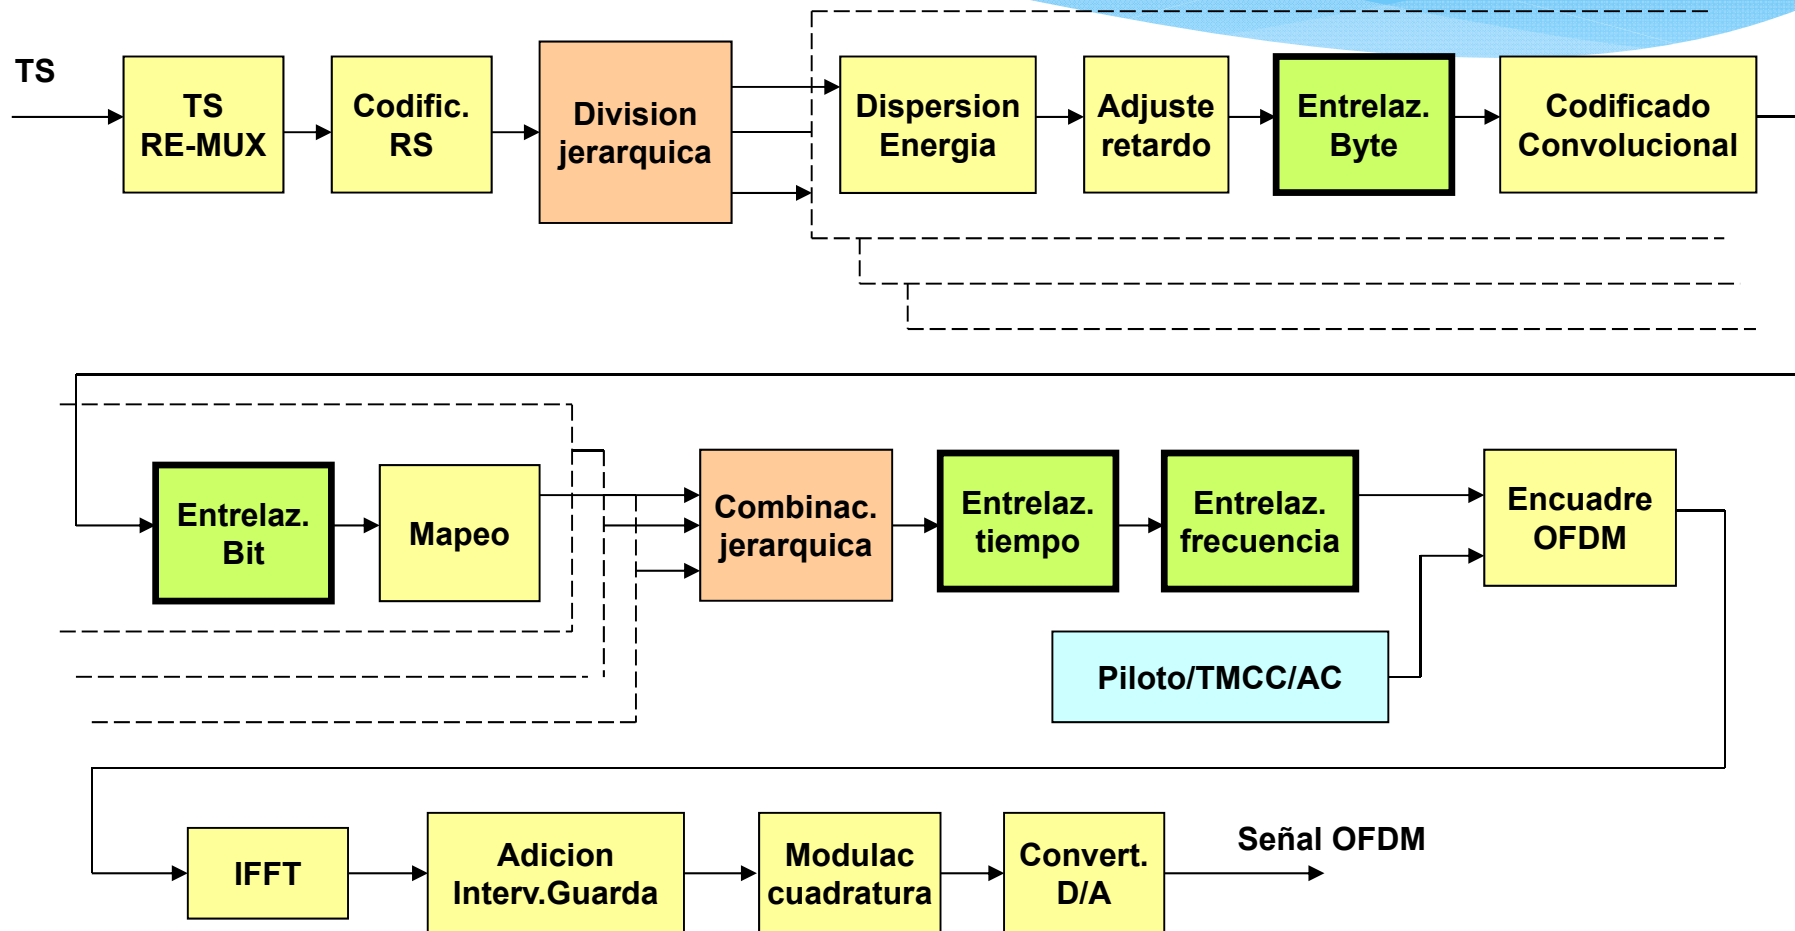 TS
TS
RE-MUX
Codific.
RS
Division
jerarquica
Dispersion
Energia
Adjuste
retardo
Entrelaz.
Byte
Codificado
Convolucional
Entrelaz.
Bit
Mapeo
Combinac.
jerarquica
Entrelaz.
tiempo
Entrelaz.
frecuencia
Encuadre
OFDM
Piloto/TMCC/AC
IFFT
Adicion
Interv.Guarda
Modulac
cuadratura
Convert.
D/A
Señal OFDM